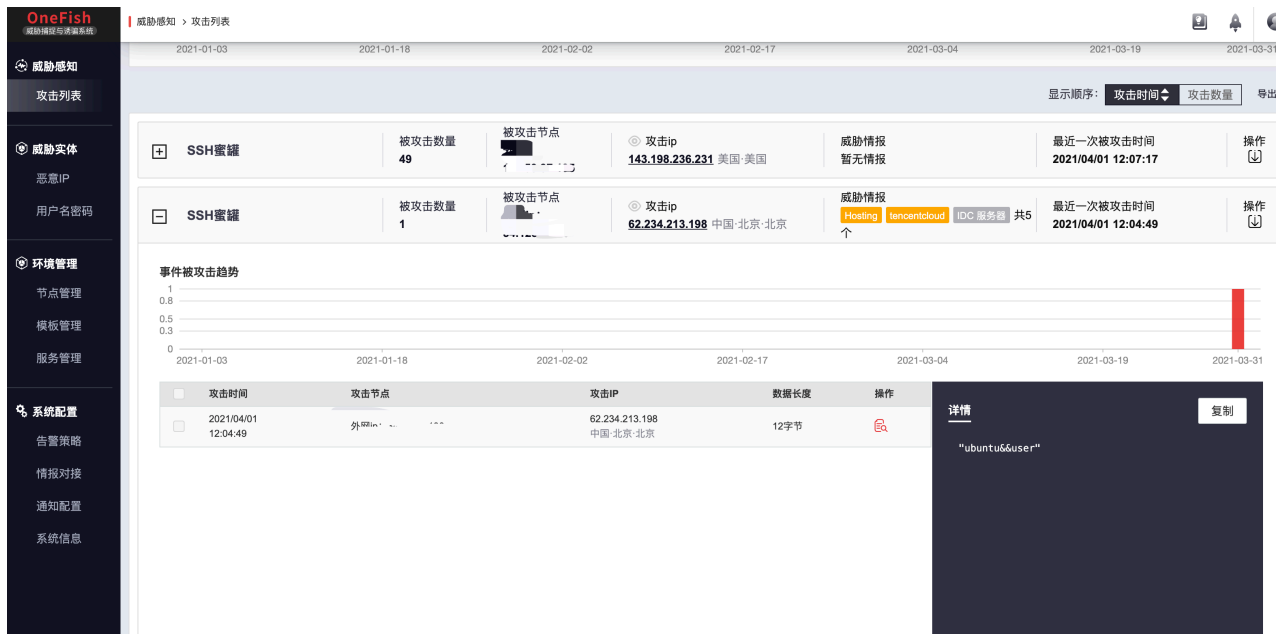 OneFish
威胁捕捉与诱骗系统
威胁感知 > 攻击列表
威胁感知
攻击列表
威胁实体
恶意IP
用户名密码
环境管理
节点管理
模板管理
服务管理
系统配置
告警策略
情报对接
通知配置
系统信息
2021-01-03 2021-01-18 2021-02-02 2021-02-17 2021-03-04 2021-03-19 2021-03-31
显示顺序: 攻击时间 攻击数量 导出
SSH蜜罐
被攻击数量
49
被攻击节点
攻击ip
143.198.236.231 美国·美国
威胁情报
暂无情报
最近一次被攻击时间
2021/04/01 12:07:17
操作
SSH蜜罐
被攻击数量
1
被攻击节点
攻击ip
62.234.213.198 中国·北京·北京
威胁情报
Hosting tencentcloud IDC 服务器 共5
个
最近一次被攻击时间
2021/04/01 12:04:49
操作
事件被攻击趋势
1
0.8
0.5
0.3
0
2021-01-03 2021-01-18 2021-02-02 2021-02-17 2021-03-04 2021-03-19 2021-03-31
攻击时间 攻击节点 攻击IP 数据长度 操作
2021/04/01
12:04:49
62.234.213.198
中国·北京·北京
12字节
详情
复制
"ubuntu&&user"